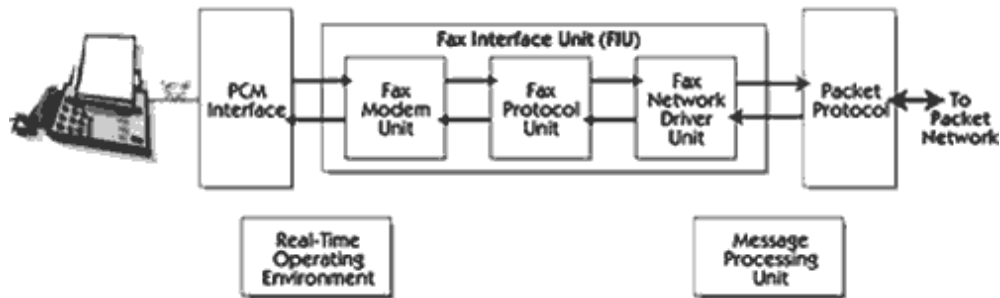 Fax Interface Unit (FIU)
PCM
Interface
Fax
Modem
Unit
Fax
Protocol
Unit
Fax
Network
Driver
Unit
Packet
Protocol
To
Packet
Network
Real-Time
Operating
Environment
Message
Processing
Unit